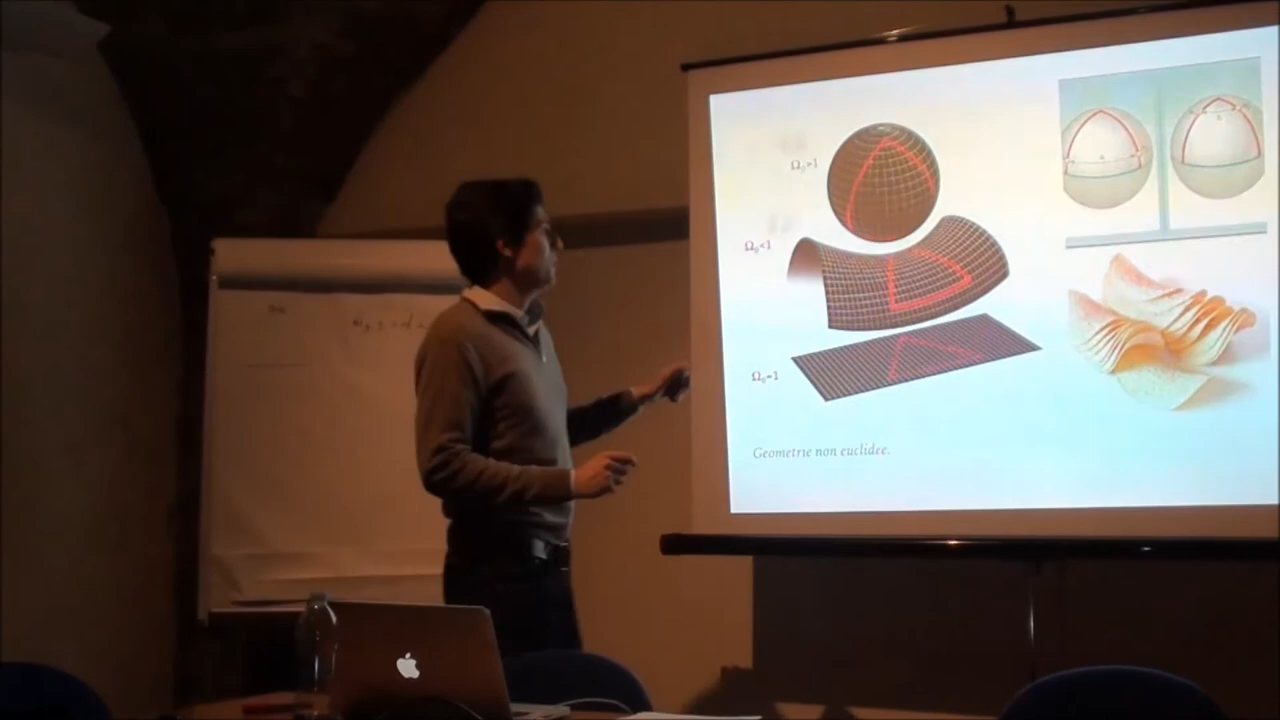 Ω₀>1
Ω₀<1
Ω₀=1
Geometrie non euclidee.